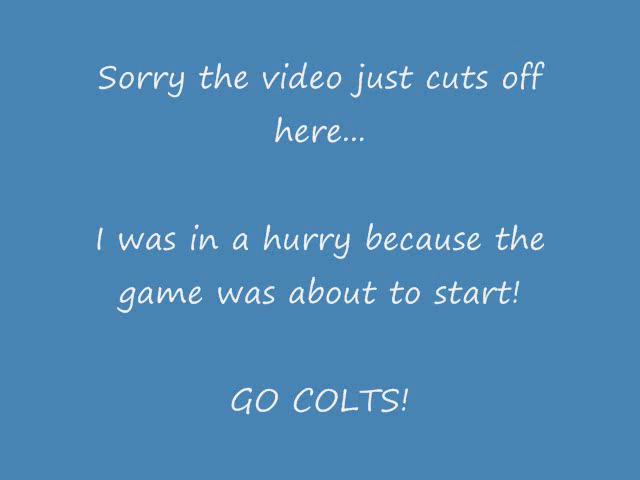 Sorry the video just cuts off
here...
I was in a hurry because the
game was about to start!
GO COLTS!